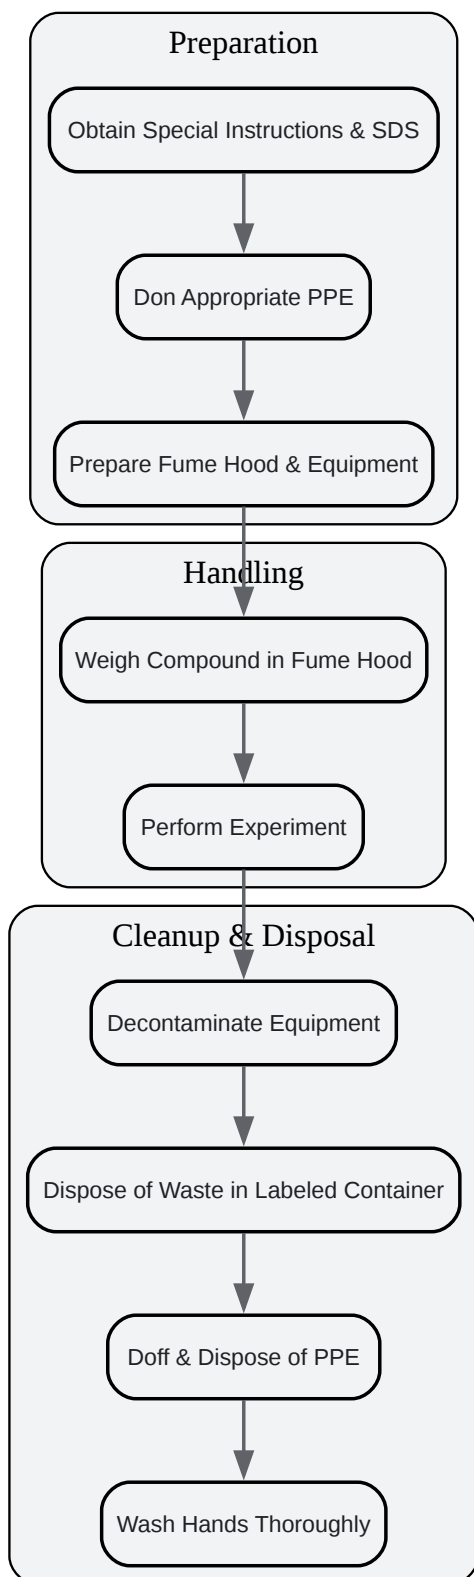 Preparation
Obtain Special Instructions & SDS
Don Appropriate PPE
Prepare Fume Hood & Equipment
Handling
Weigh Compound in Fume Hood
Perform Experiment
Cleanup & Disposal
Decontaminate Equipment
Dispose of Waste in Labeled Container
Doff & Dispose of PPE
Wash Hands Thoroughly